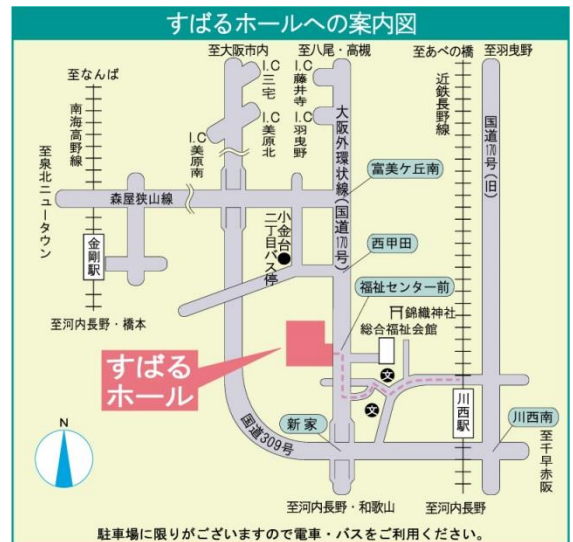 すばるホールへの案内図
至大阪市内
至八尾・高槻
至あべの橋
至羽曳野
至なんば
I.C三宅
I.C藤井寺
I.C美原北
I.C羽曳野
I.C美原南
南海高野線
大阪外環状線(国道170号)
近鉄長野線
国道170号(旧)
至泉北ニュータウン
森屋狭山線
富美ケ丘南
小金台二丁目バス停
西甲田
金剛駅
福祉センター前
錦織神社
総合福祉会館
至河内長野・橋本
すばる
ホール
文
文
川西駅
新家
川西南
国道309号
N
至千早赤阪
至河内長野・和歌山
至河内長野
駐車場に限りがございますので電車・バスをご利用ください。